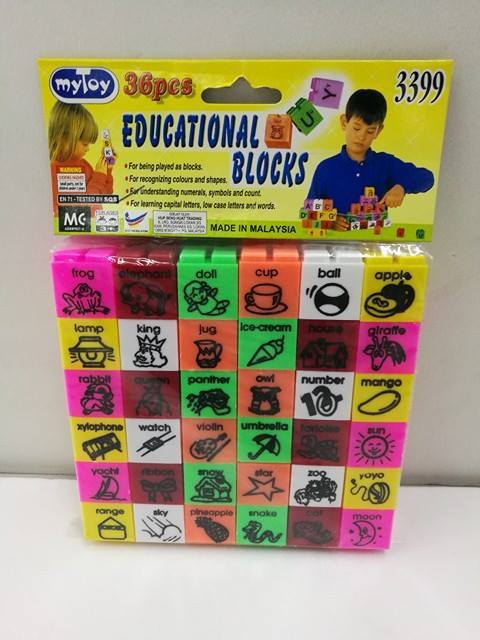 myToy
36pcs
3399
EDUCATIONAL
BLOCKS
• For being played as blocks.
• For recognizing colours and shapes.
• For understanding numerals, symbols and count.
• For learning capital letters, low case letters and words.
WARNING
EN 71 - TESTED BY SGS
MC
MADE IN MALAYSIA
frog elephant doll cup ball apple
lamp king jug ice-cream house giraffe
rabbit queen panther owl number mango
xylophone watch violin umbrella tortoise sun
yacht ribbon snow star zoo yoyo
range sky pineapple snake cat moon